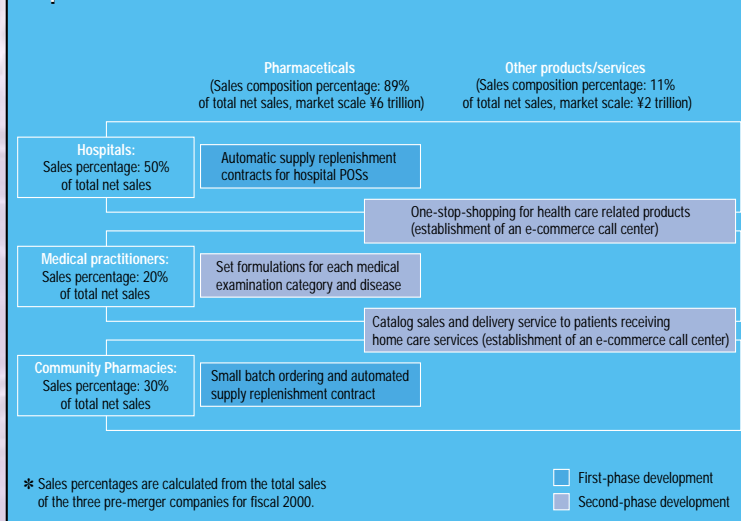 Pharmaceticals
(Sales composition percentage: 89%
of total net sales, market scale ¥6 trillion)
Other products/services
(Sales composition percentage: 11%
of total net sales, market scale: ¥2 trillion)
Hospitals:
Sales percentage: 50%
of total net sales
Automatic supply replenishment
contracts for hospital POSs
One-stop-shopping for health care related products
(establishment of an e-commerce call center)
Medical practitioners:
Sales percentage: 20%
of total net sales
Set formulations for each medical
examination category and disease
Catalog sales and delivery service to patients receiving
home care services (establishment of an e-commerce call center)
Community Pharmacies:
Sales percentage: 30%
of total net sales
Small batch ordering and automated
supply replenishment contract
✻ Sales percentages are calculated from the total sales
of the three pre-merger companies for fiscal 2000.
First-phase development
Second-phase development